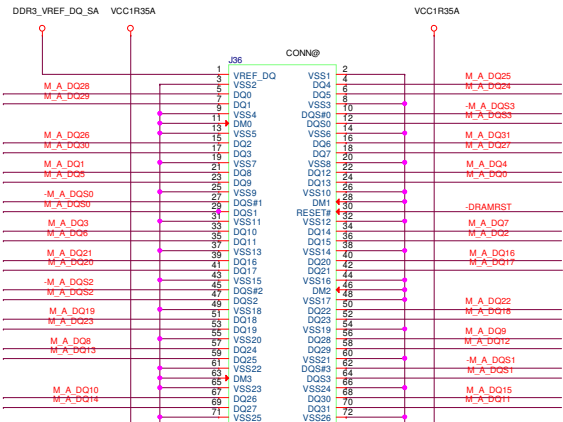 DDR3_VREF_DQ_SA VCC1R35A VCC1R35A
J36 CONN@
1 VREF_DQ VSS1 2
3 VSS2 DQ4 4 M_A_DQ25
M_A_DQ28 5 DQ0 DQ5 6 M_A_DQ24
M_A_DQ29 7 DQ1 VSS3 8
9 VSS4 DQS#0 10 -M_A_DQS3
11 DM0 DQS0 12 M_A_DQS3
13 VSS5 VSS6 14
M_A_DQ26 15 DQ2 DQ6 16 M_A_DQ31
M_A_DQ30 17 DQ3 DQ7 18 M_A_DQ27
19 VSS7 VSS8 20
M_A_DQ1 21 DQ8 DQ12 22 M_A_DQ4
M_A_DQ5 23 DQ9 DQ13 24 M_A_DQ0
25 VSS9 VSS10 26
-M_A_DQS0 27 DQS#1 DM1 28
M_A_DQS0 29 DQS1 RESET# 30 -DRAMRST
31 VSS11 VSS12 32
M_A_DQ3 33 DQ10 DQ14 34 M_A_DQ7
M_A_DQ6 35 DQ11 DQ15 36 M_A_DQ2
37 VSS13 VSS14 38
M_A_DQ21 39 DQ16 DQ20 40 M_A_DQ16
M_A_DQ20 41 DQ17 DQ21 42 M_A_DQ17
43 VSS15 VSS16 44
-M_A_DQS2 45 DQS#2 DM2 46
M_A_DQS2 47 DQS2 VSS17 48
49 VSS18 DQ22 50 M_A_DQ22
M_A_DQ19 51 DQ18 DQ23 52 M_A_DQ18
M_A_DQ23 53 DQ19 VSS19 54
55 VSS20 DQ28 56 M_A_DQ9
M_A_DQ8 57 DQ24 DQ29 58 M_A_DQ12
M_A_DQ13 59 DQ25 VSS21 60
61 VSS22 DQS#3 62 -M_A_DQS1
63 DM3 DQS3 64 M_A_DQS1
65 VSS23 VSS24 66
M_A_DQ10 67 DQ26 DQ30 68 M_A_DQ15
M_A_DQ14 69 DQ27 DQ31 70 M_A_DQ11
71 VSS25 VSS26 72